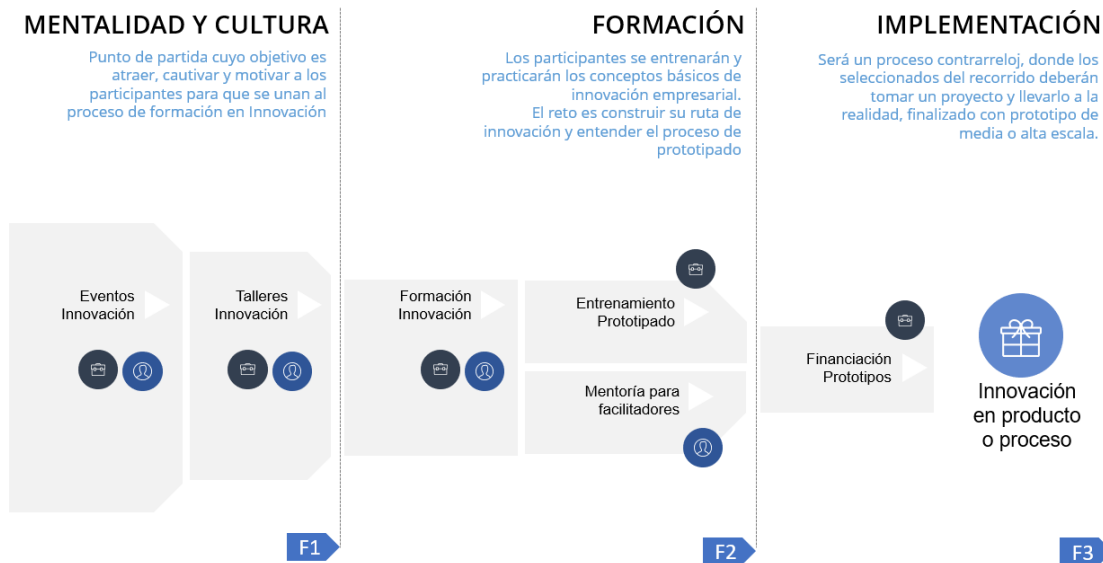 MENTALIDAD Y CULTURA
Punto de partida cuyo objetivo es
atraer, cautivar y motivar a los
participantes para que se unan al
proceso de formación en Innovación
FORMACIÓN
Los participantes se entrenarán y
practicarán los conceptos básicos de
innovación empresarial.
El reto es construir su ruta de
innovación y entender el proceso de
prototipado
IMPLEMENTACIÓN
Será un proceso contrarreloj, donde los
seleccionados del recorrido deberán
tomar un proyecto y llevarlo a la
realidad, finalizado con prototipo de
media o alta escala.
Eventos
Innovación
Talleres
Innovación
Formación
Innovación
Entrenamiento
Prototipado
Mentoría para
facilitadores
Financiación
Prototipos
Innovación
en producto
o proceso
F1
F2
F3